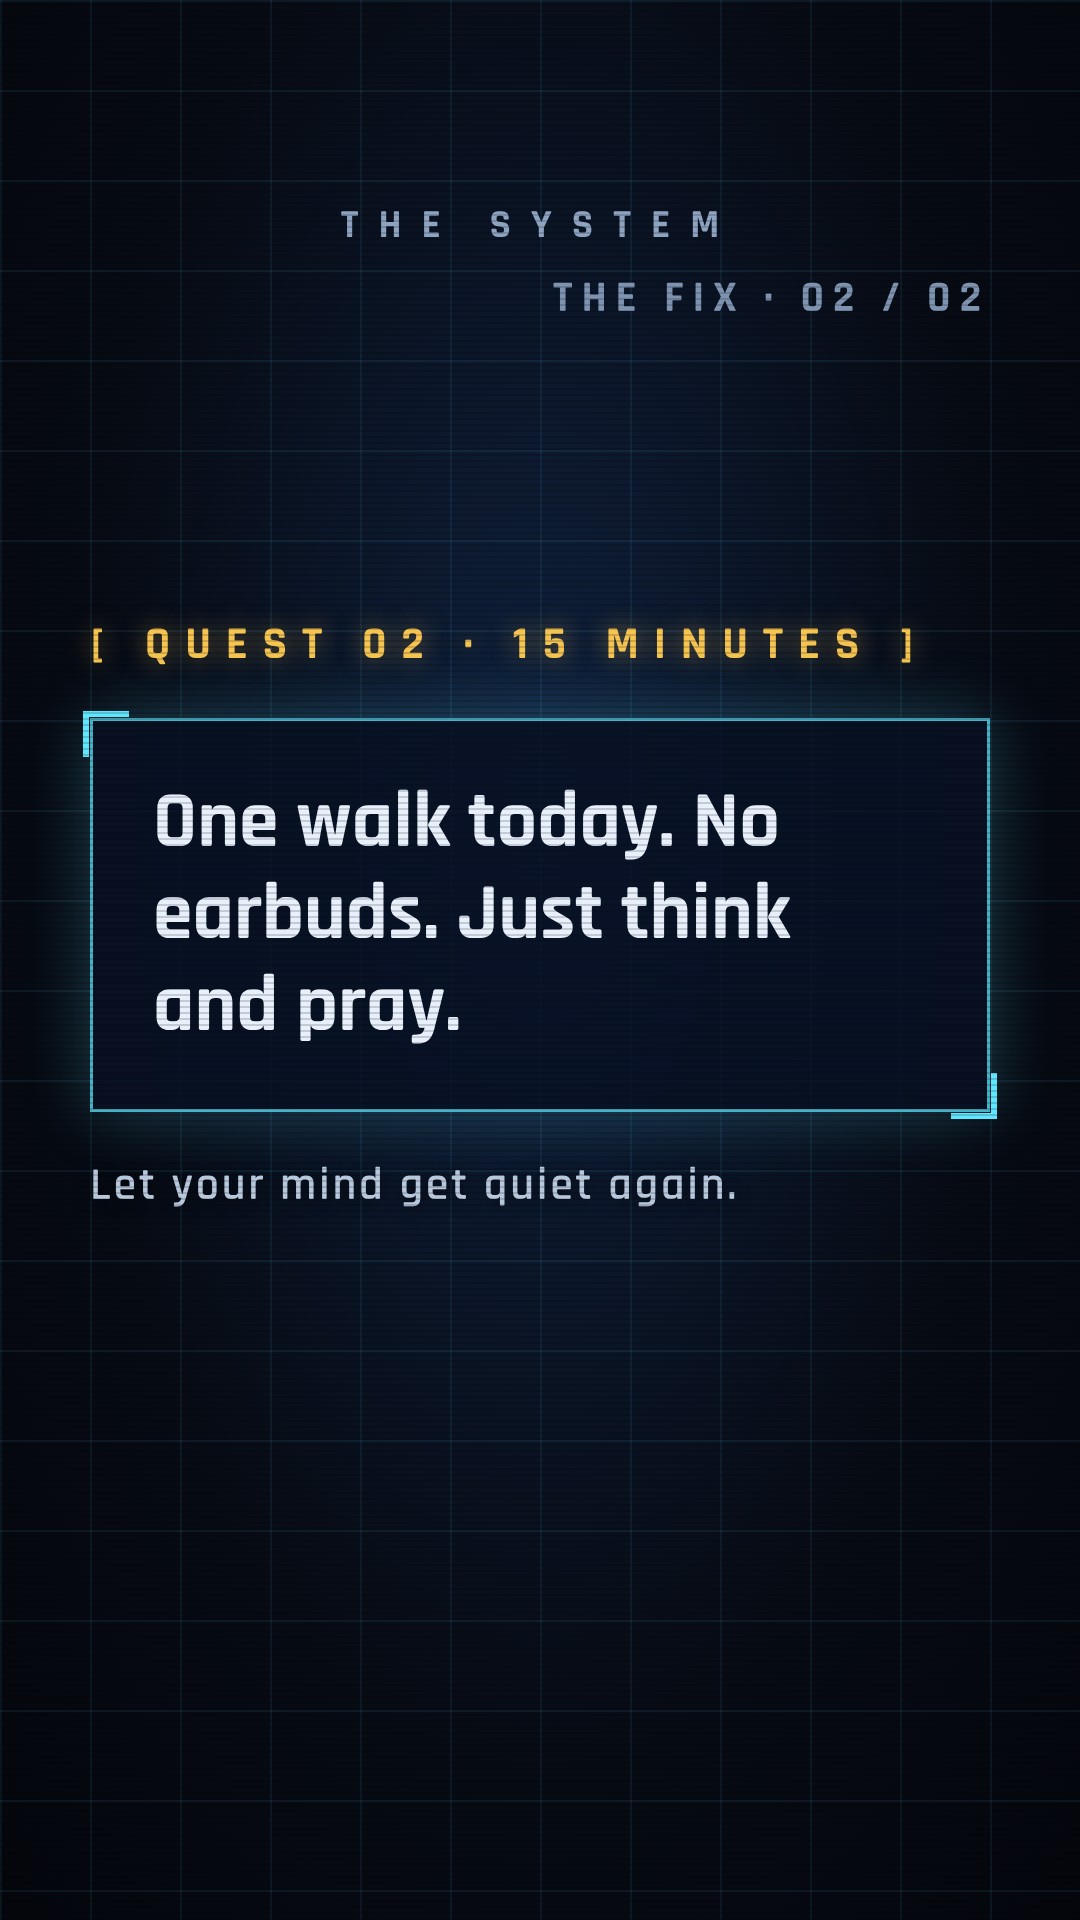 THE SYSTEM
THE FIX · 02 / 02
[ QUEST 02 · 15 MINUTES ]
One walk today. No
earbuds. Just think
and pray.
Let your mind get quiet again.